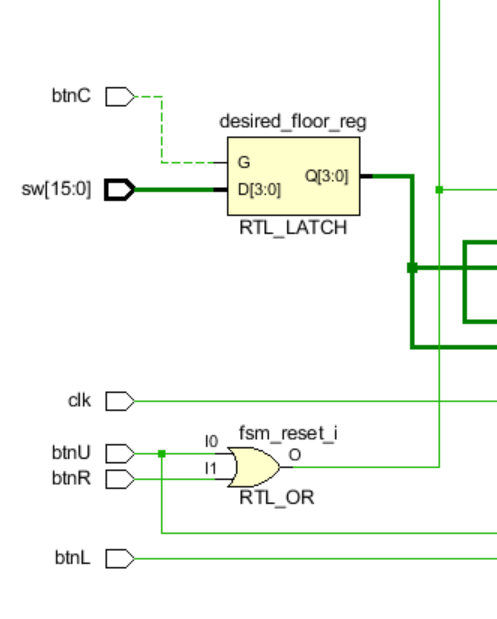 btnC
desired_floor_reg
G
Q[3:0]
sw[15:0]
D[3:0]
RTL_LATCH
clk
fsm_reset_i
I0
O
btnU
I1
btnR
RTL_OR
btnL